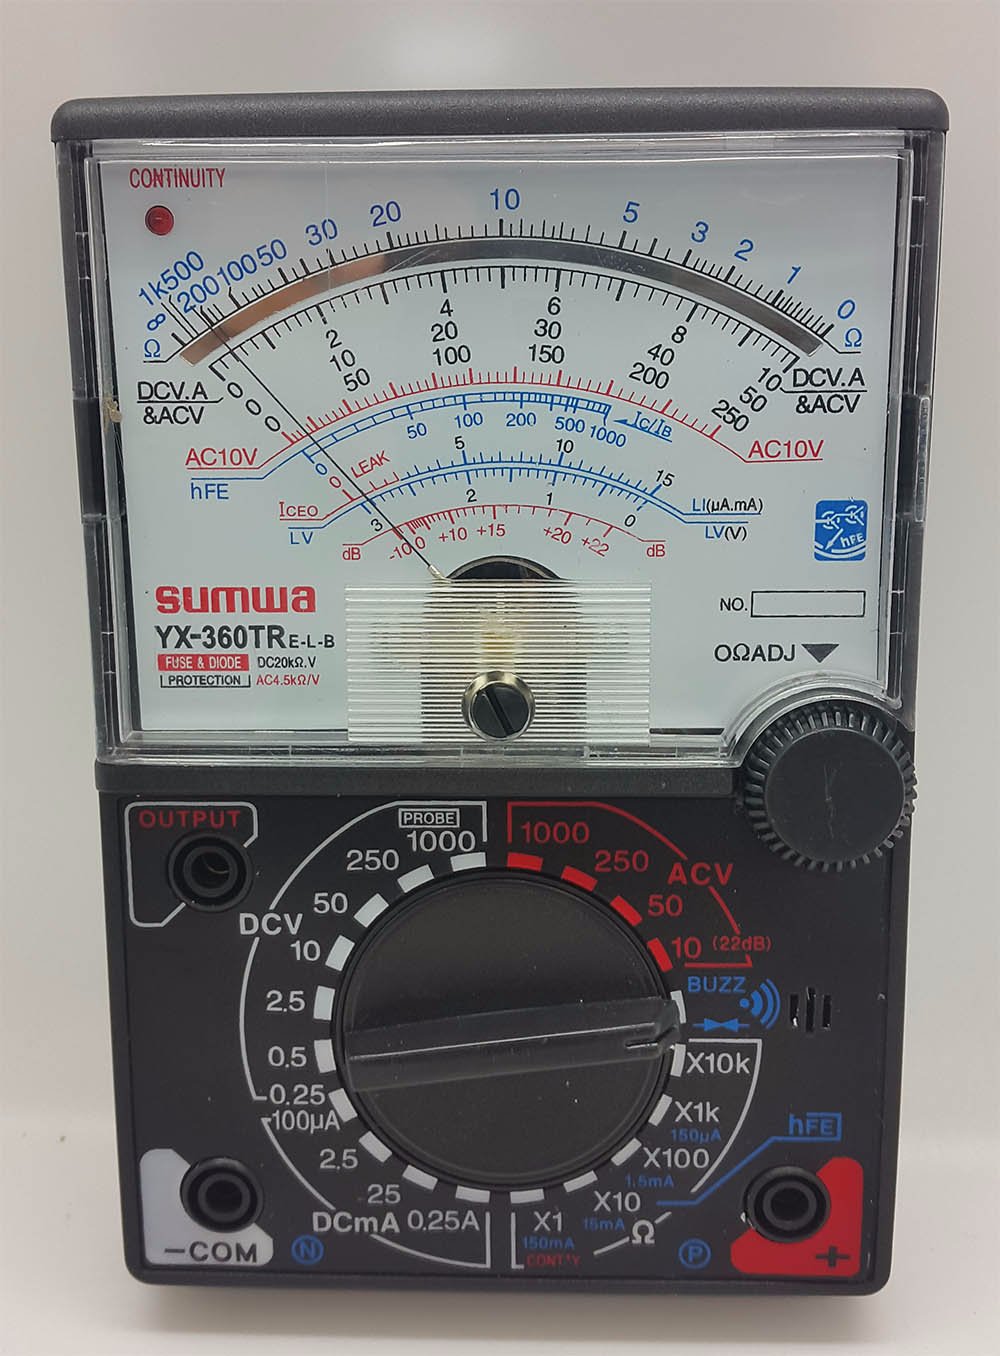 CONTINUITY
∞ 1k 500 200 100 50 30 20 10 5 3 2 1 0
Ω Ω
0 2 4 6 8 10
0 10 20 30 40 50
0 50 100 150 200 250
DCV.A &ACV DCV.A &ACV
AC10V AC10V
hFE 0 50 100 200 500 1000 IC/IB
ICEO 0 LEAK 5 10 15 LI(μA.mA)
LV 3 2 1 0 LV(V)
dB -10 0 +10 +15 +20 +22 dB
hFE
sumwa
YX-360TR E-L-B
FUSE & DIODE DC20kΩ.V
PROTECTION AC4.5kΩ/V
NO.
0ΩADJ
OUTPUT
PROBE
1000
250
50
DCV
10
2.5
0.5
0.25
100μA
2.5
25
DCmA 0.25A
1000
250
ACV
50
10 (22dB)
BUZZ
X10k
X1k
150μA
X100
1.5mA
X10
15mA
Ω
X1
150mA
hFE
−COM
N
P
+